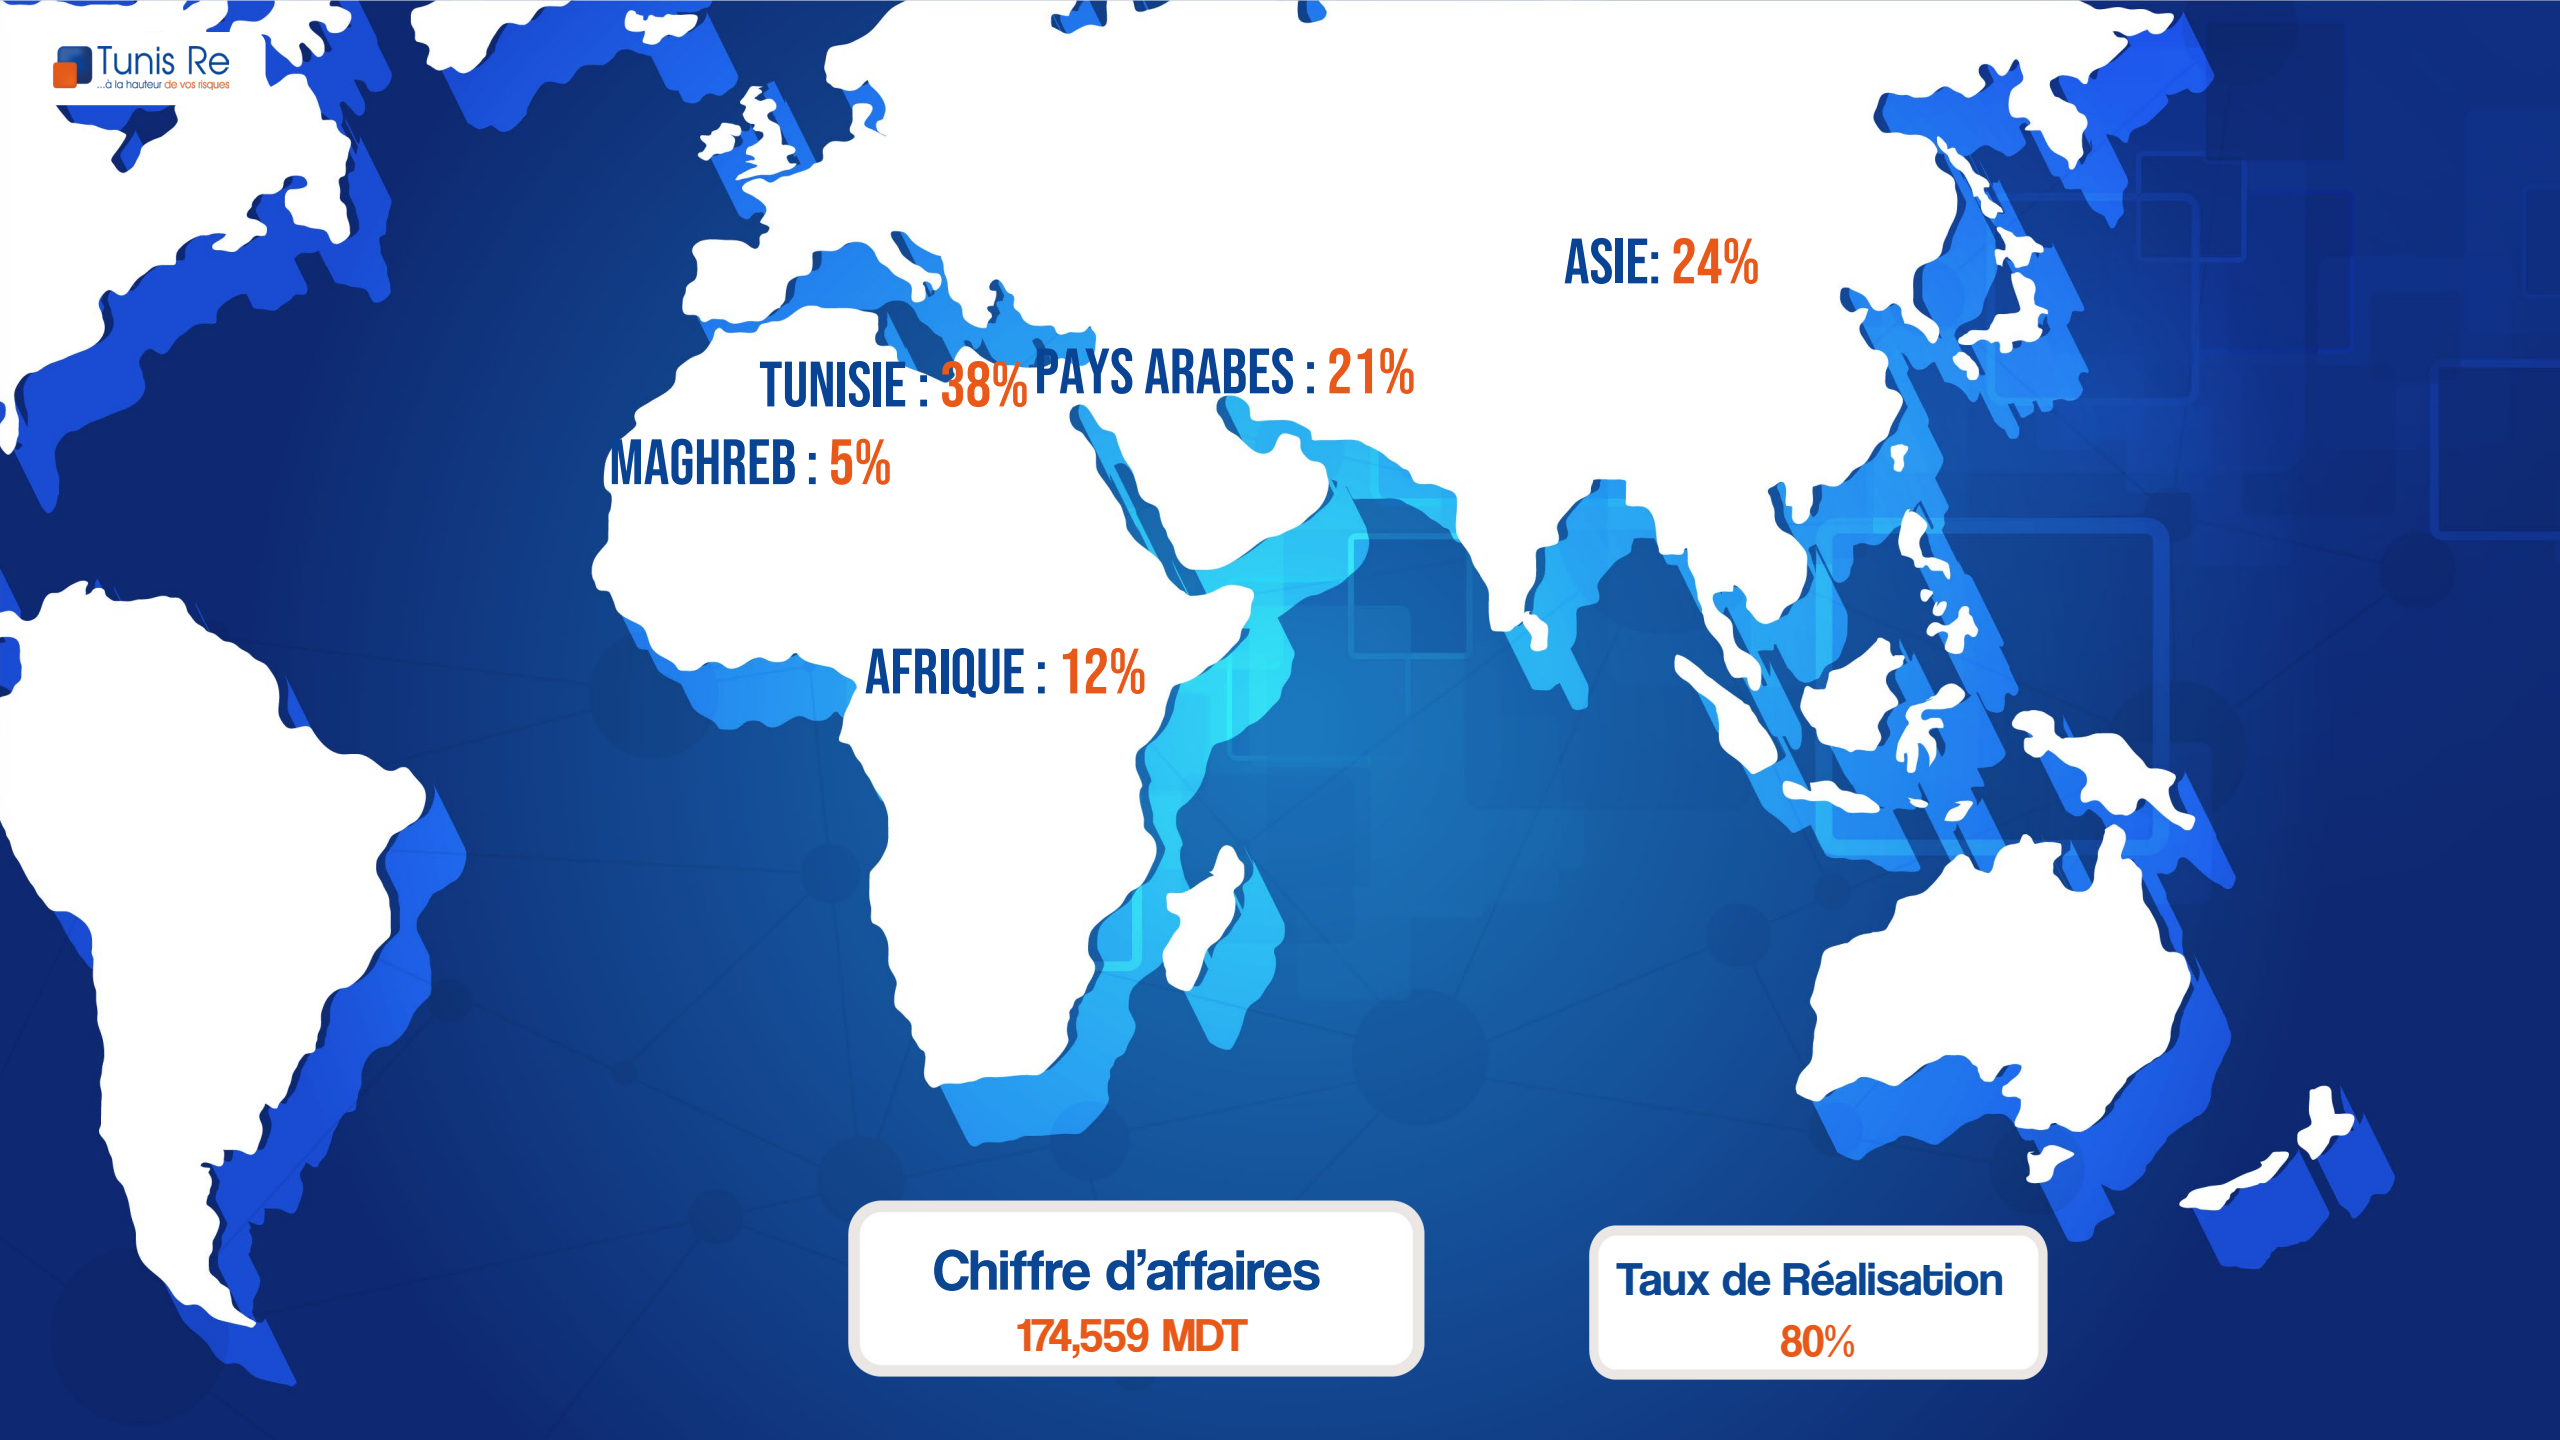 Tunis Re
...à la hauteur de vos risques
ASIE: 24%
TUNISIE : 38%
PAYS ARABES : 21%
MAGHREB : 5%
AFRIQUE : 12%
Chiffre d’affaires
174,559 MDT
Taux de Réalisation
80%